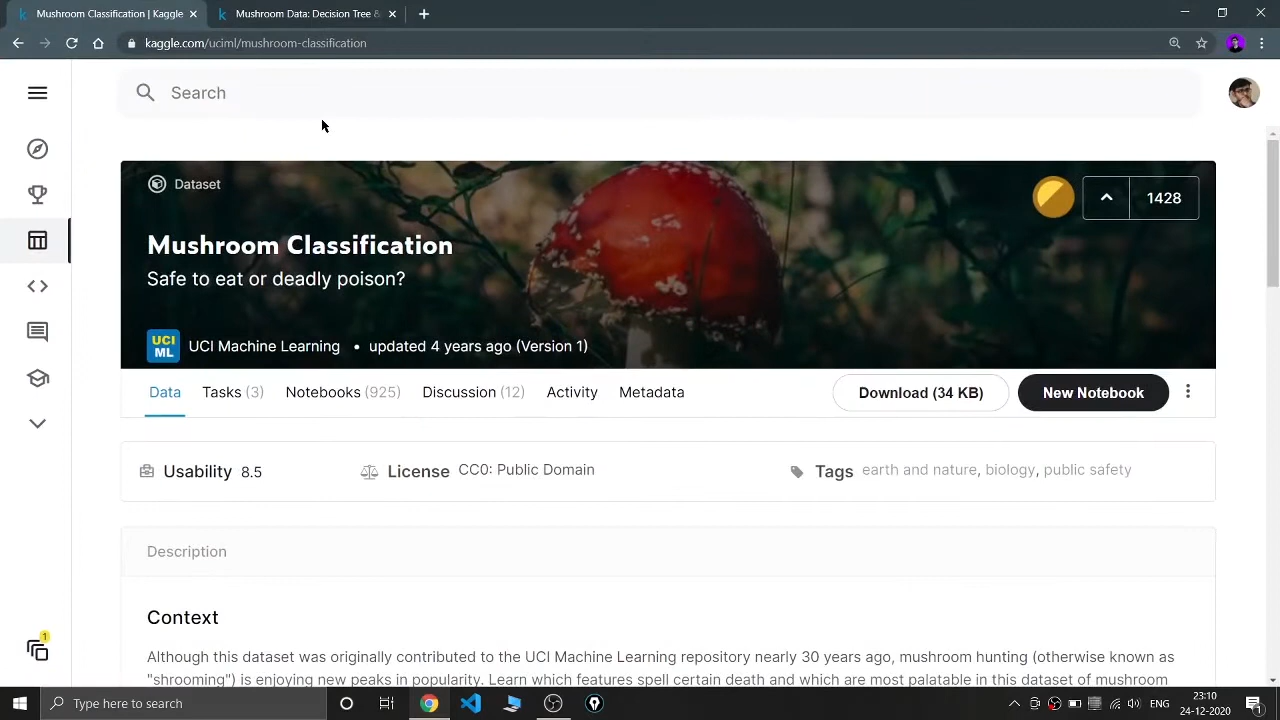 Mushroom Classification | Kaggle
Mushroom Data: Decision Tree &
kaggle.com/uciml/mushroom-classification
Search
Dataset
1428
Mushroom Classification
Safe to eat or deadly poison?
UCI ML
UCI Machine Learning • updated 4 years ago (Version 1)
Data Tasks (3) Notebooks (925) Discussion (12) Activity Metadata Download (34 KB) New Notebook
Usability 8.5 License CC0: Public Domain Tags earth and nature, biology, public safety
Description
Context
Although this dataset was originally contributed to the UCI Machine Learning repository nearly 30 years ago, mushroom hunting (otherwise known as
"shrooming") is enjoying new peaks in popularity. Learn which features spell certain death and which are most palatable in this dataset of mushroom
1
Type here to search
ENG
23:10
24-12-2020
1